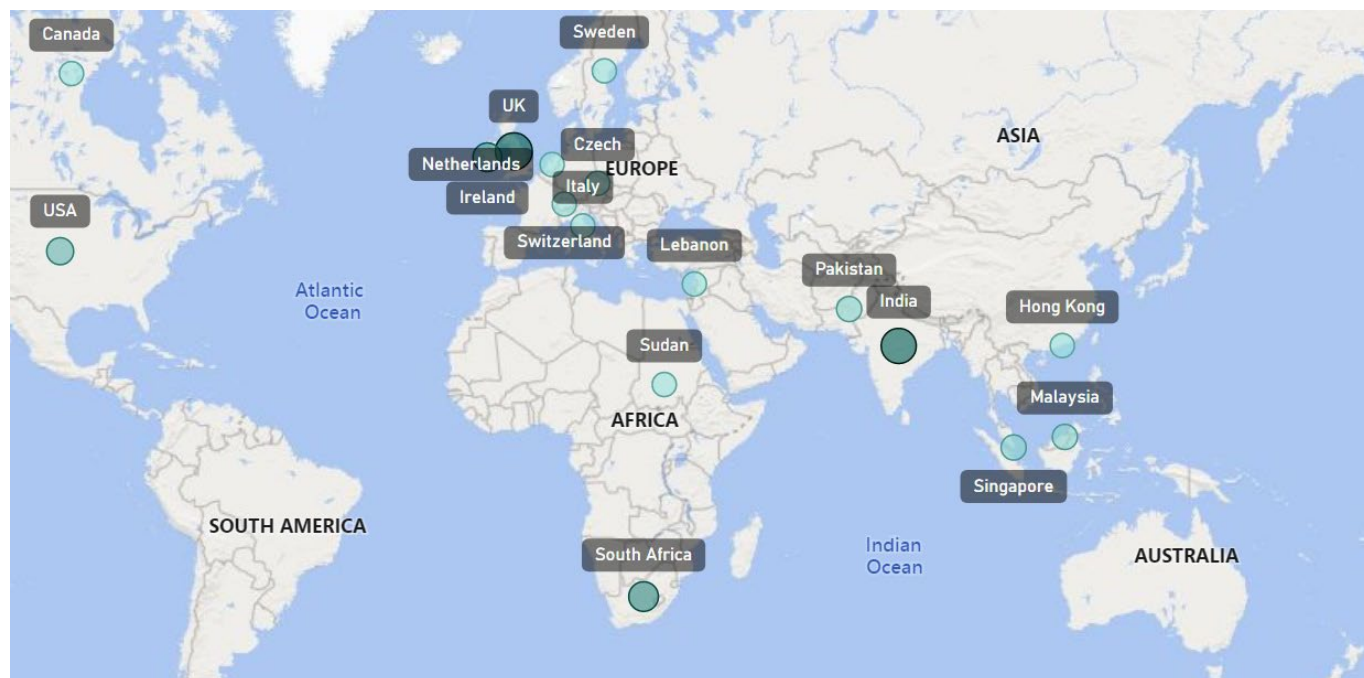 Canada
Sweden
UK
ASIA
Czech
Netherlands
EUROPE
Italy
Ireland
USA
Switzerland
Lebanon
Pakistan
Atlantic
Ocean
India
Hong Kong
Sudan
Malaysia
AFRICA
Singapore
SOUTH AMERICA
South Africa
Indian
Ocean
AUSTRALIA